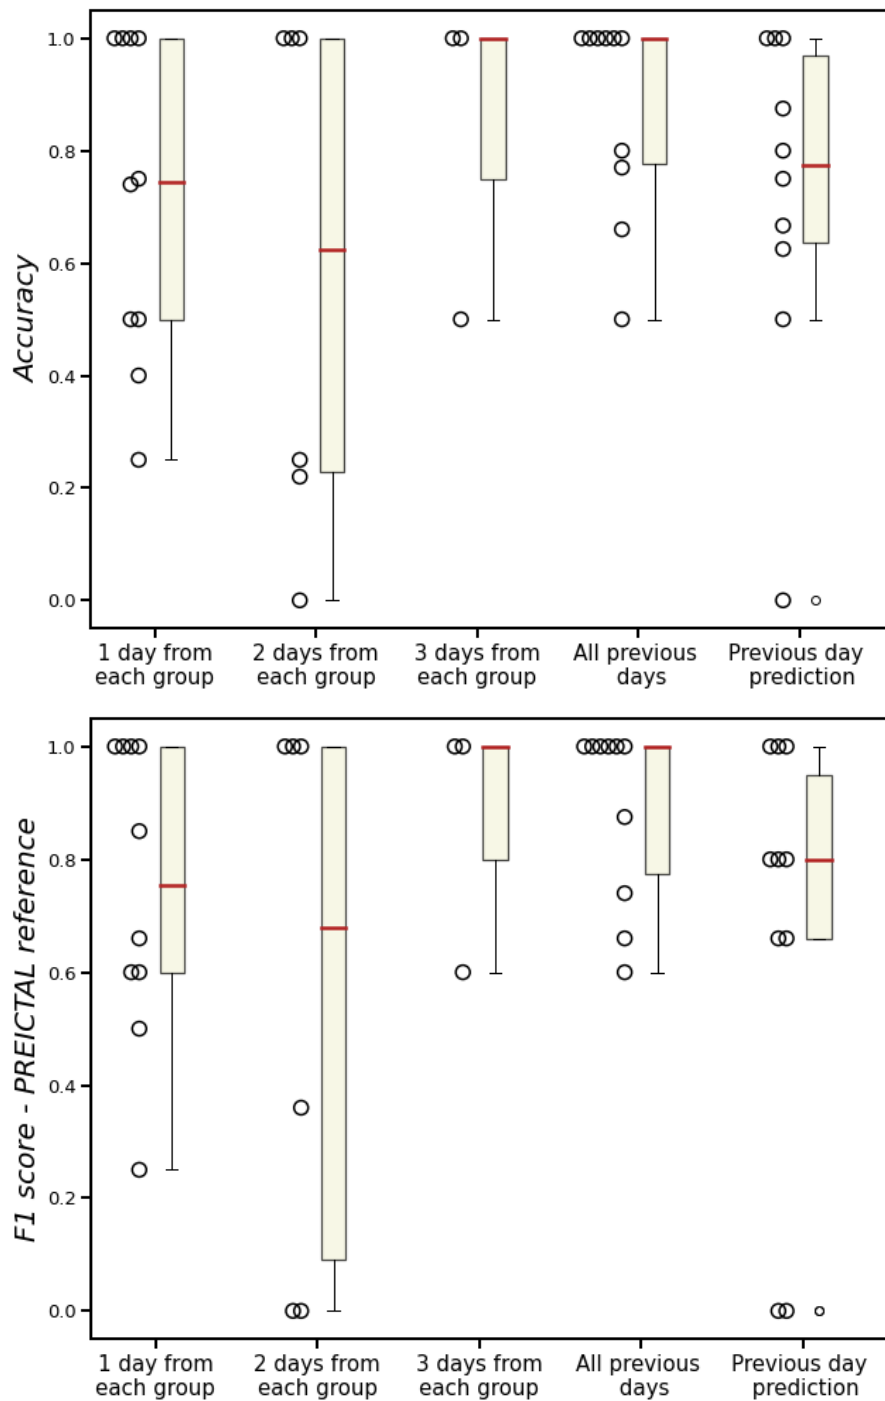 Accuracy
1.0
0.8
0.6
0.4
0.2
0.0
1 day from
each group
2 days from
each group
3 days from
each group
All previous
days
Previous day
prediction
F1 score - PREICTAL reference
1.0
0.8
0.6
0.4
0.2
0.0
1 day from
each group
2 days from
each group
3 days from
each group
All previous
days
Previous day
prediction